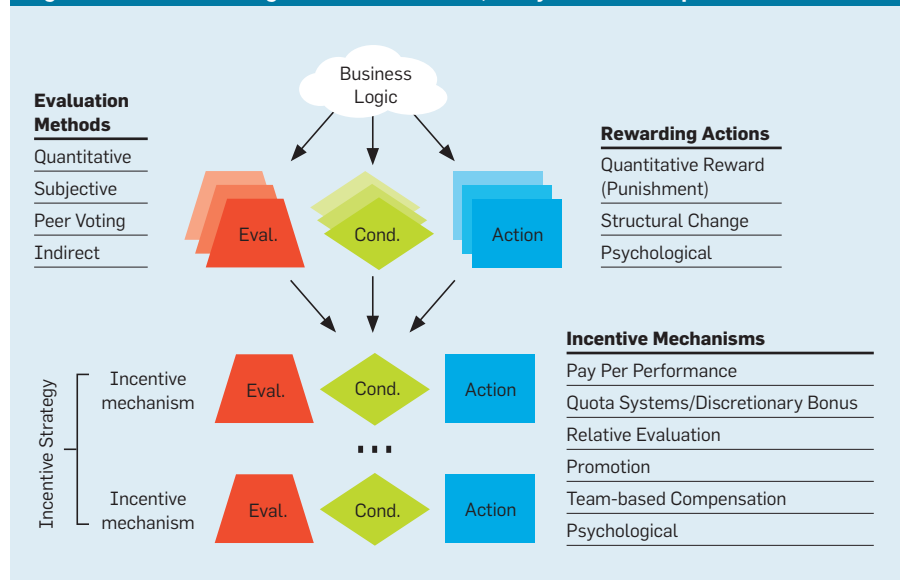 Business
Logic
Evaluation
Methods
Quantitative
Subjective
Peer Voting
Indirect
Eval.
Cond.
Action
Rewarding Actions
Quantitative Reward
(Punishment)
Structural Change
Psychological
Incentive Strategy
Incentive
mechanism
Eval.
Cond.
Action
...
Incentive
mechanism
Eval.
Cond.
Action
Incentive Mechanisms
Pay Per Performance
Quota Systems/Discretionary Bonus
Relative Evaluation
Promotion
Team-based Compensation
Psychological